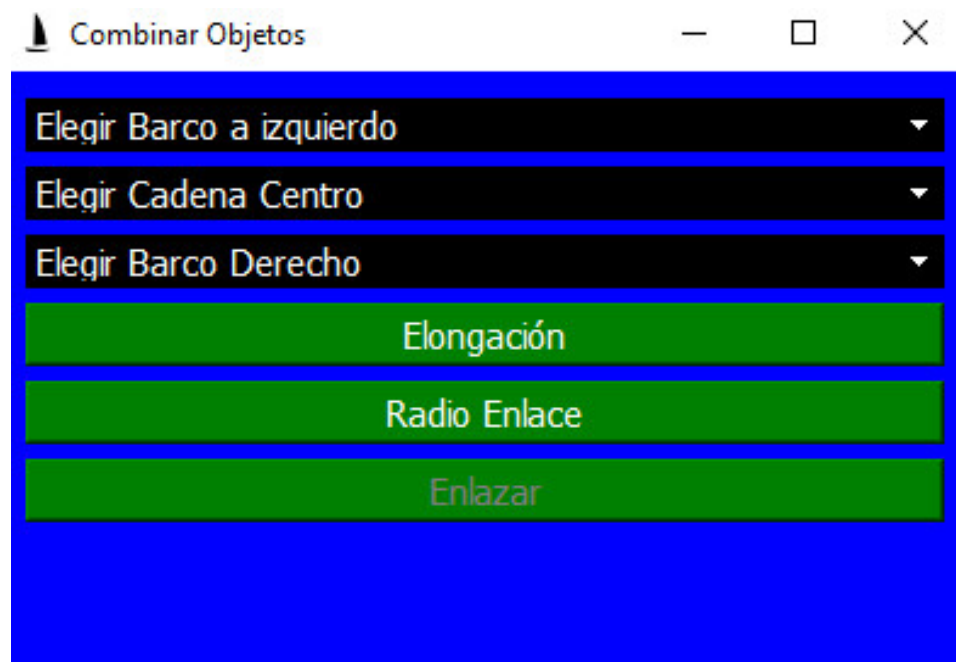 Combinar Objetos
Elegir Barco a izquierdo
Elegir Cadena Centro
Elegir Barco Derecho
Elongación
Radio Enlace
Enlazar